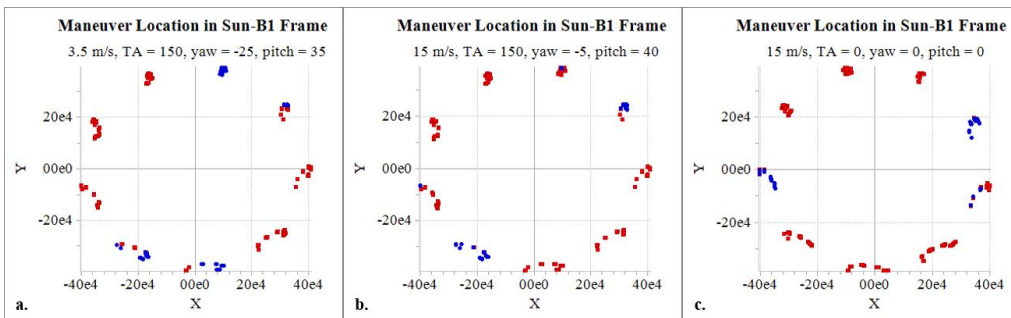 Maneuver Location in Sun-B1 Frame
3.5 m/s, TA = 150, yaw = -25, pitch = 35
20e4
00e0
-20e4
Y
-40e4 -20e4 00e0 20e4 40e4
X
a.
Maneuver Location in Sun-B1 Frame
15 m/s, TA = 150, yaw = -5, pitch = 40
20e4
00e0
-20e4
Y
-40e4 -20e4 00e0 20e4 40e4
X
b.
Maneuver Location in Sun-B1 Frame
15 m/s, TA = 0, yaw = 0, pitch = 0
20e4
00e0
-20e4
Y
-40e4 -20e4 00e0 20e4 40e4
X
c.